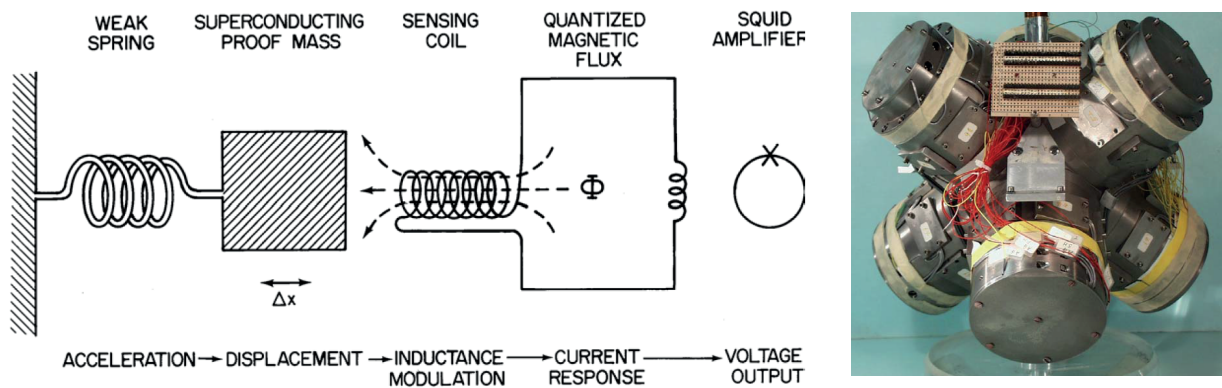 WEAK
SPRING
SUPERCONDUCTING
PROOF MASS
SENSING
COIL
QUANTIZED
MAGNETIC
FLUX
SQUID
AMPLIFIER
Φ
Δx
ACCELERATION → DISPLACEMENT → INDUCTANCE
MODULATION → CURRENT
RESPONSE → VOLTAGE
OUTPUT